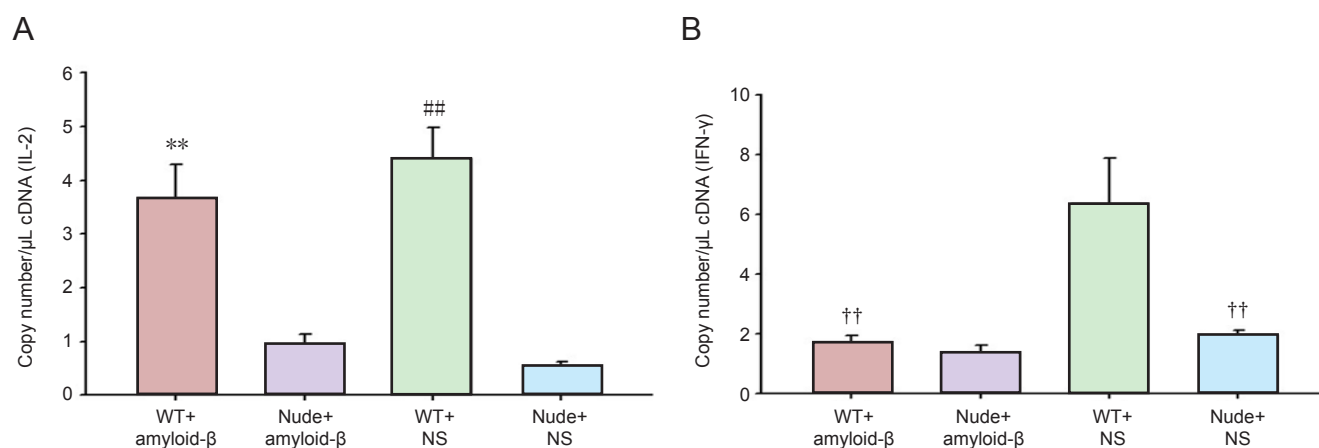 A
Copy number/µL cDNA (IL-2)
6
5
4
3
2
1
0
**
##
WT+
amyloid-β
Nude+
amyloid-β
WT+
NS
Nude+
NS
B
Copy number/µL cDNA (IFN-γ)
10
8
6
4
2
0
††
††
WT+
amyloid-β
Nude+
amyloid-β
WT+
NS
Nude+
NS